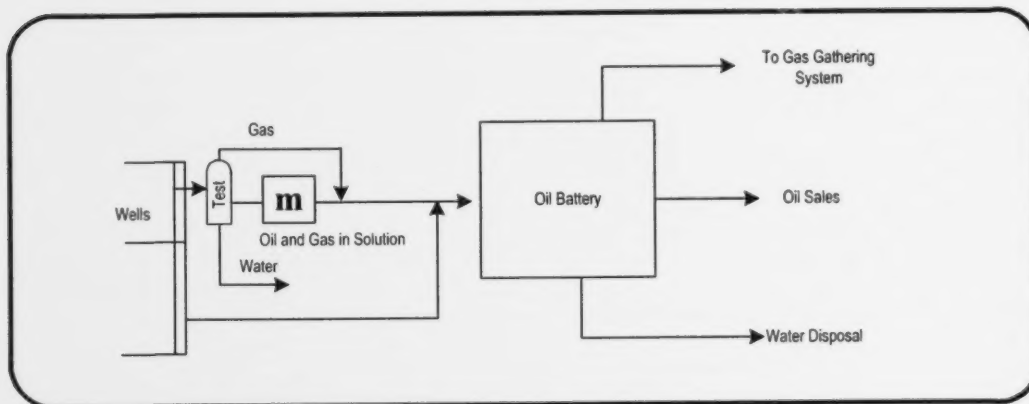 To Gas Gathering
System
Gas
Test
m
Oil Battery
Oil Sales
Wells
Oil and Gas in Solution
Water
Water Disposal